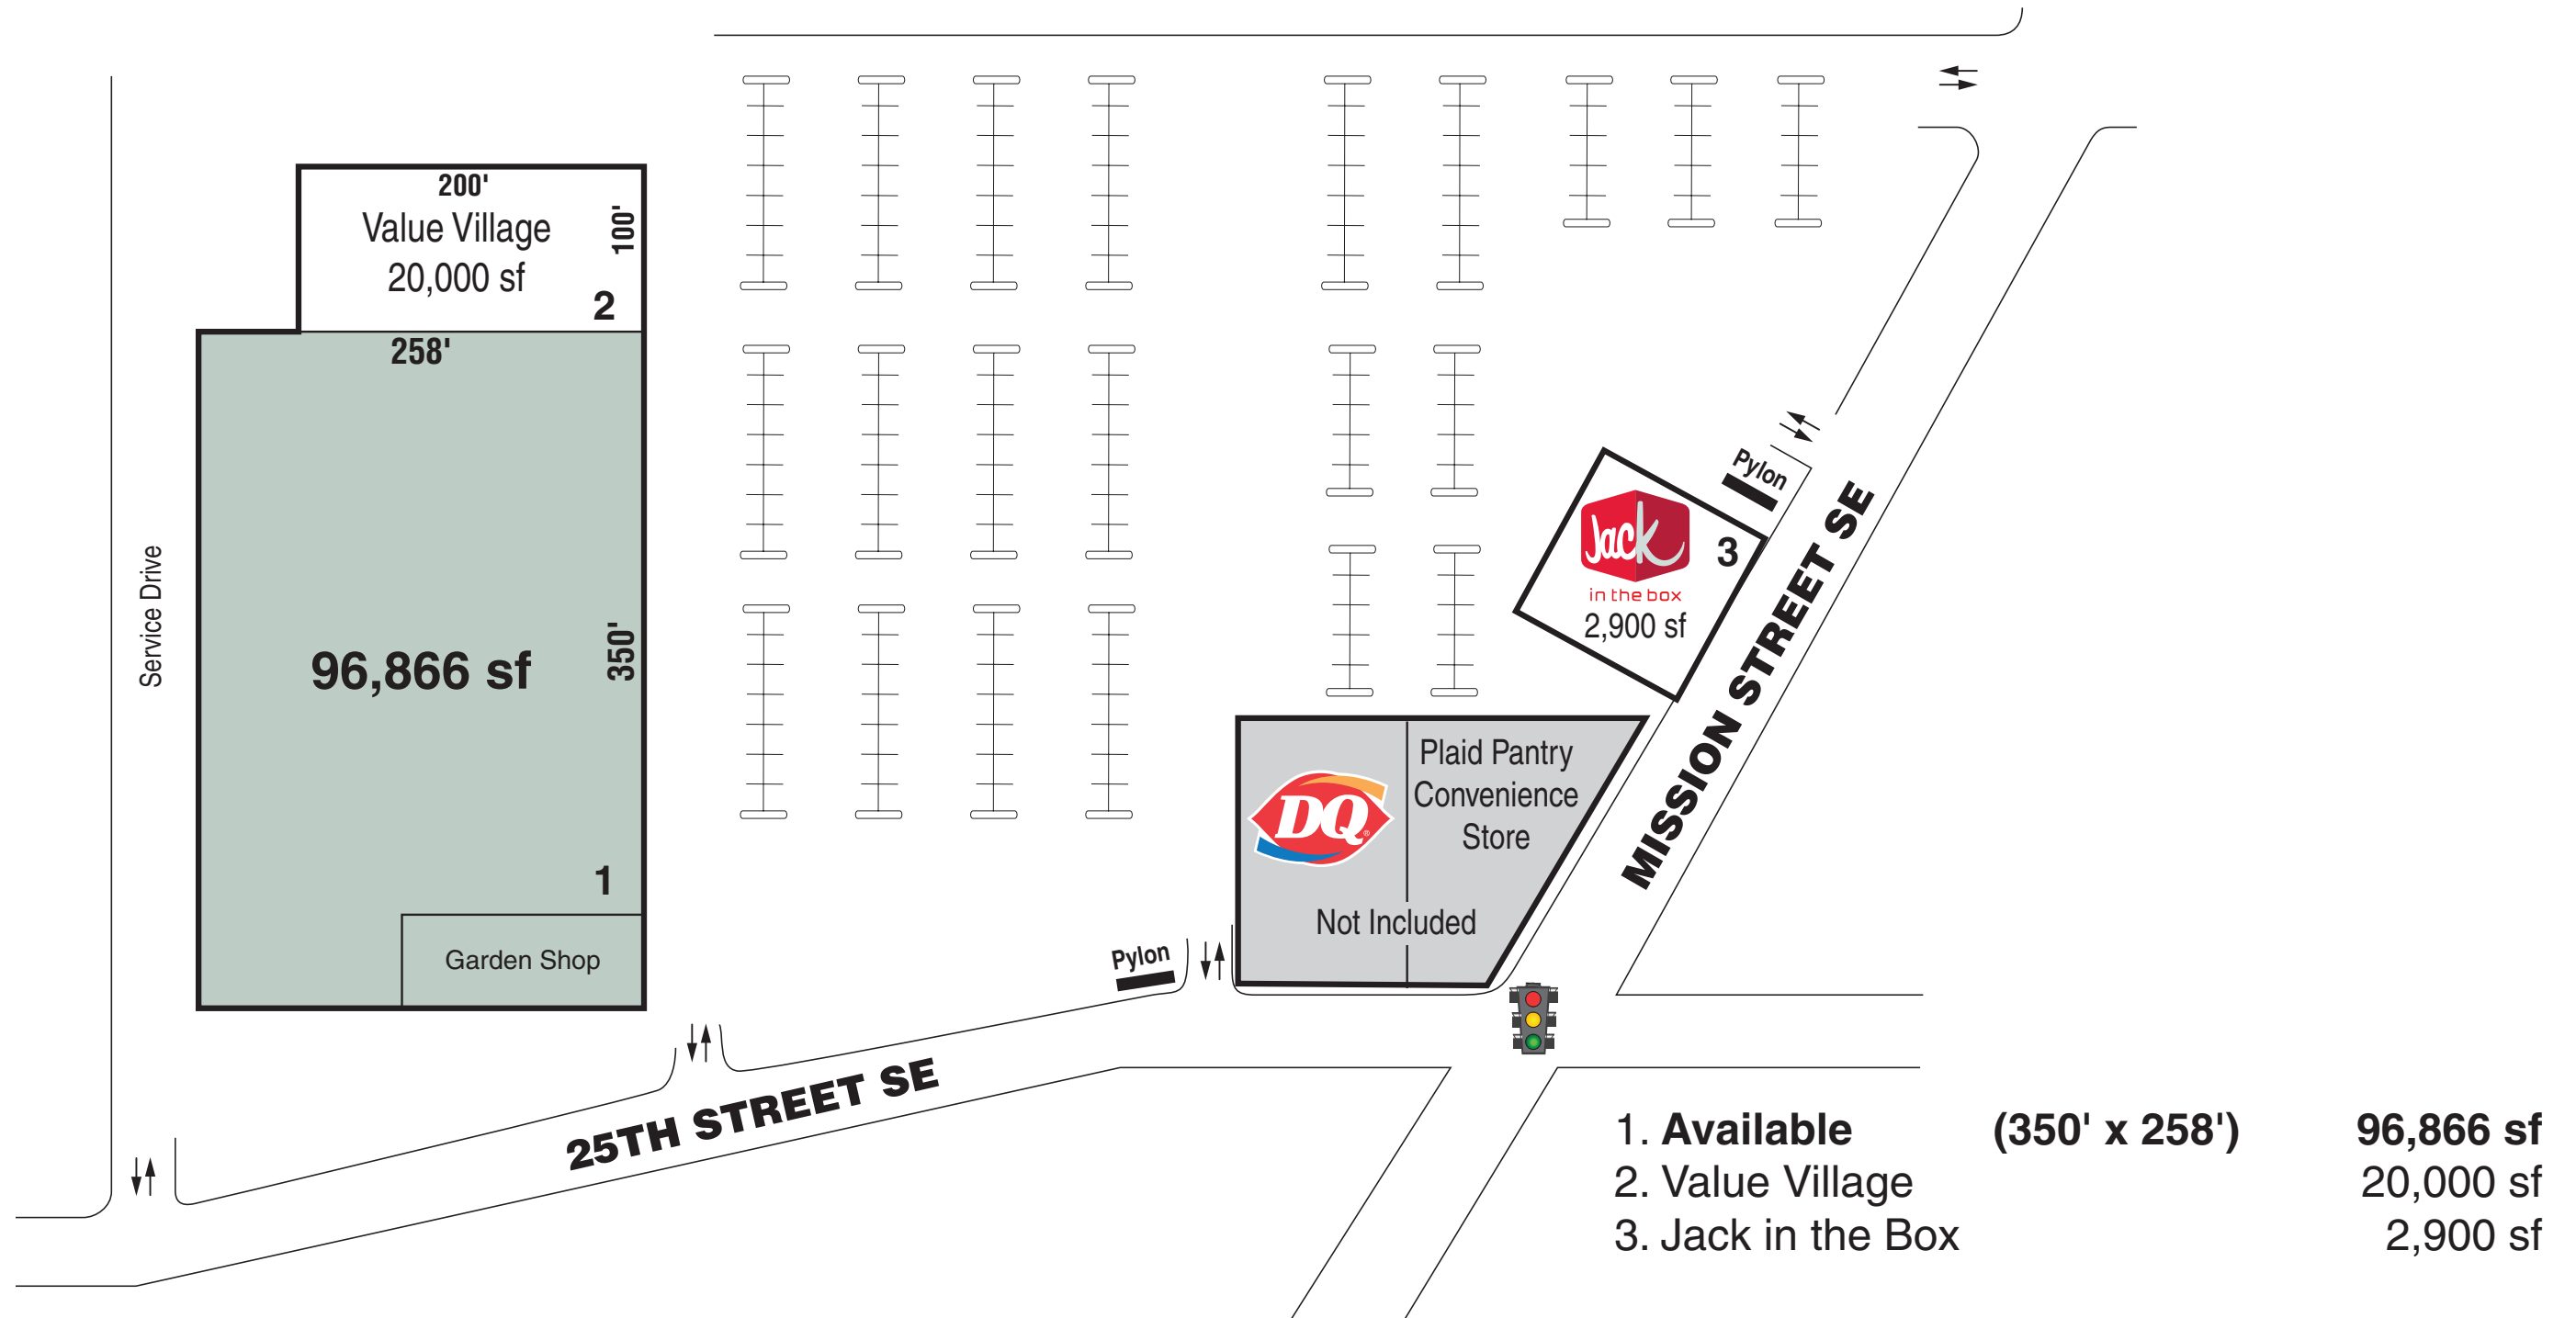 200'
Value Village
100'
20,000 sf
2
258'
Service Drive
96,866 sf
350'
1
Garden Shop
Pylon
Jack
in the box
3
2,900 sf
MISSION STREET SE
DQ®
Plaid Pantry
Convenience
Store
Not Included
Pylon
25TH STREET SE
1. Available (350' x 258') 96,866 sf
2. Value Village 20,000 sf
3. Jack in the Box 2,900 sf